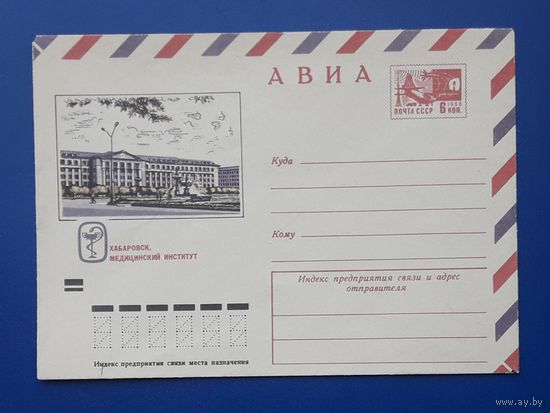 АВИА
1966
ПОЧТА СССР 6 КОП.
Куда
ХАБАРОВСК.
МЕДИЦИНСКИЙ ИНСТИТУТ
Кому
Индекс предприятия связи и адрес
отправителя
Индекс предприятия связи места назначения
www.ay.by